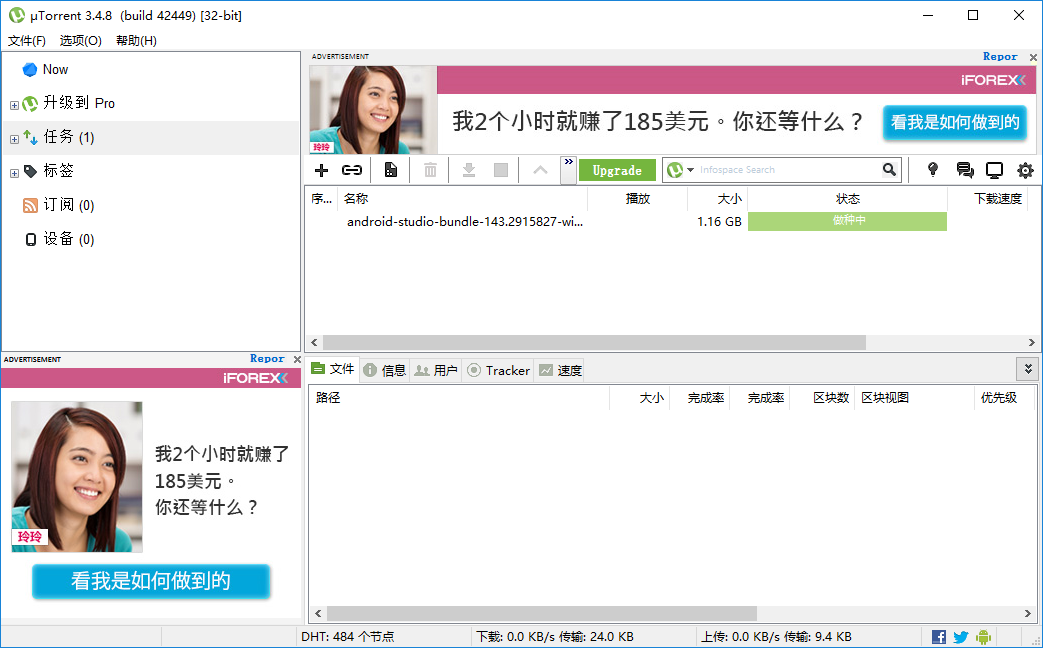 µTorrent 3.4.8 (build 42449) [32-bit]
文件(F) 选项(O) 帮助(H)
Now
升级到 Pro
任务 (1)
标签
订阅 (0)
设备 (0)
ADVERTISEMENT Repor
iFOREX
我2个小时就赚了185美元。你还等什么？ 看我是如何做到的
玲玲
Upgrade Infospace Search
序... 名称 播放 大小 状态 下载速度
android-studio-bundle-143.2915827-wi... 1.16 GB 做种中
ADVERTISEMENT Repor
iFOREX
我2个小时就赚了
185美元。
你还等什么？
玲玲
看我是如何做到的
文件 信息 用户 Tracker 速度
路径 大小 完成率 完成率 区块数 区块视图 优先级
DHT: 484 个节点 下载: 0.0 KB/s 传输: 24.0 KB 上传: 0.0 KB/s 传输: 9.4 KB